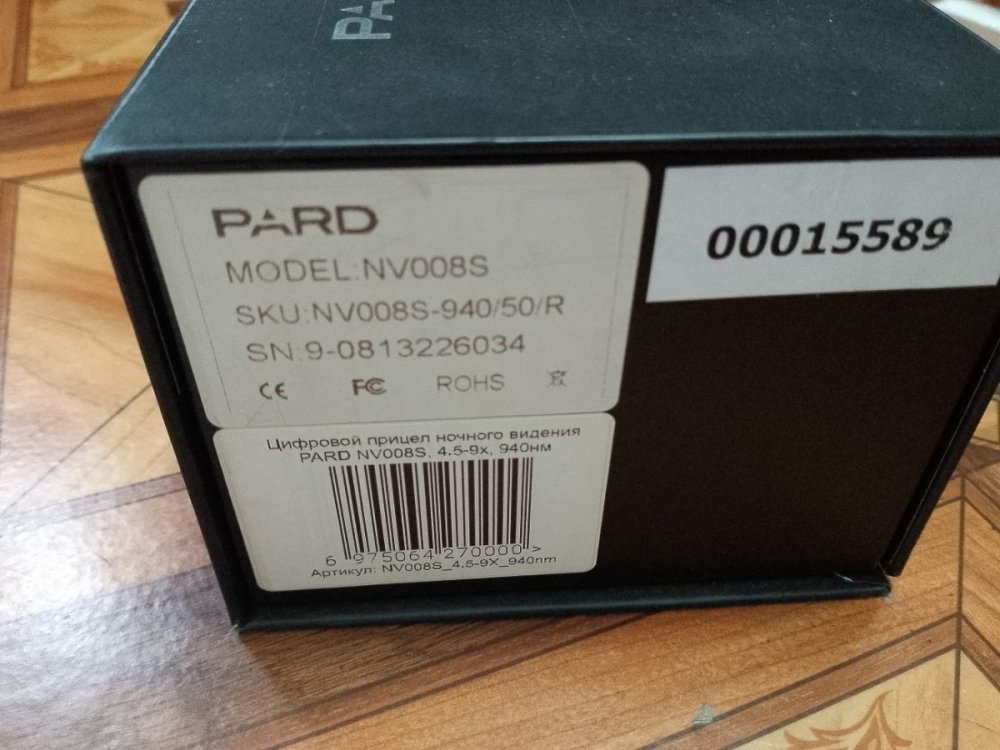 PA
PARD
MODEL:NV008S
SKU:NV008S-940/50/R
SN:9-0813226034
CE FC ROHS
00015589
Цифровой прицел ночного видения
PARD NV008S, 4.5-9x, 940нм
6 975064 270000 >
Артикул: NV008S_4.5-9X_940nm